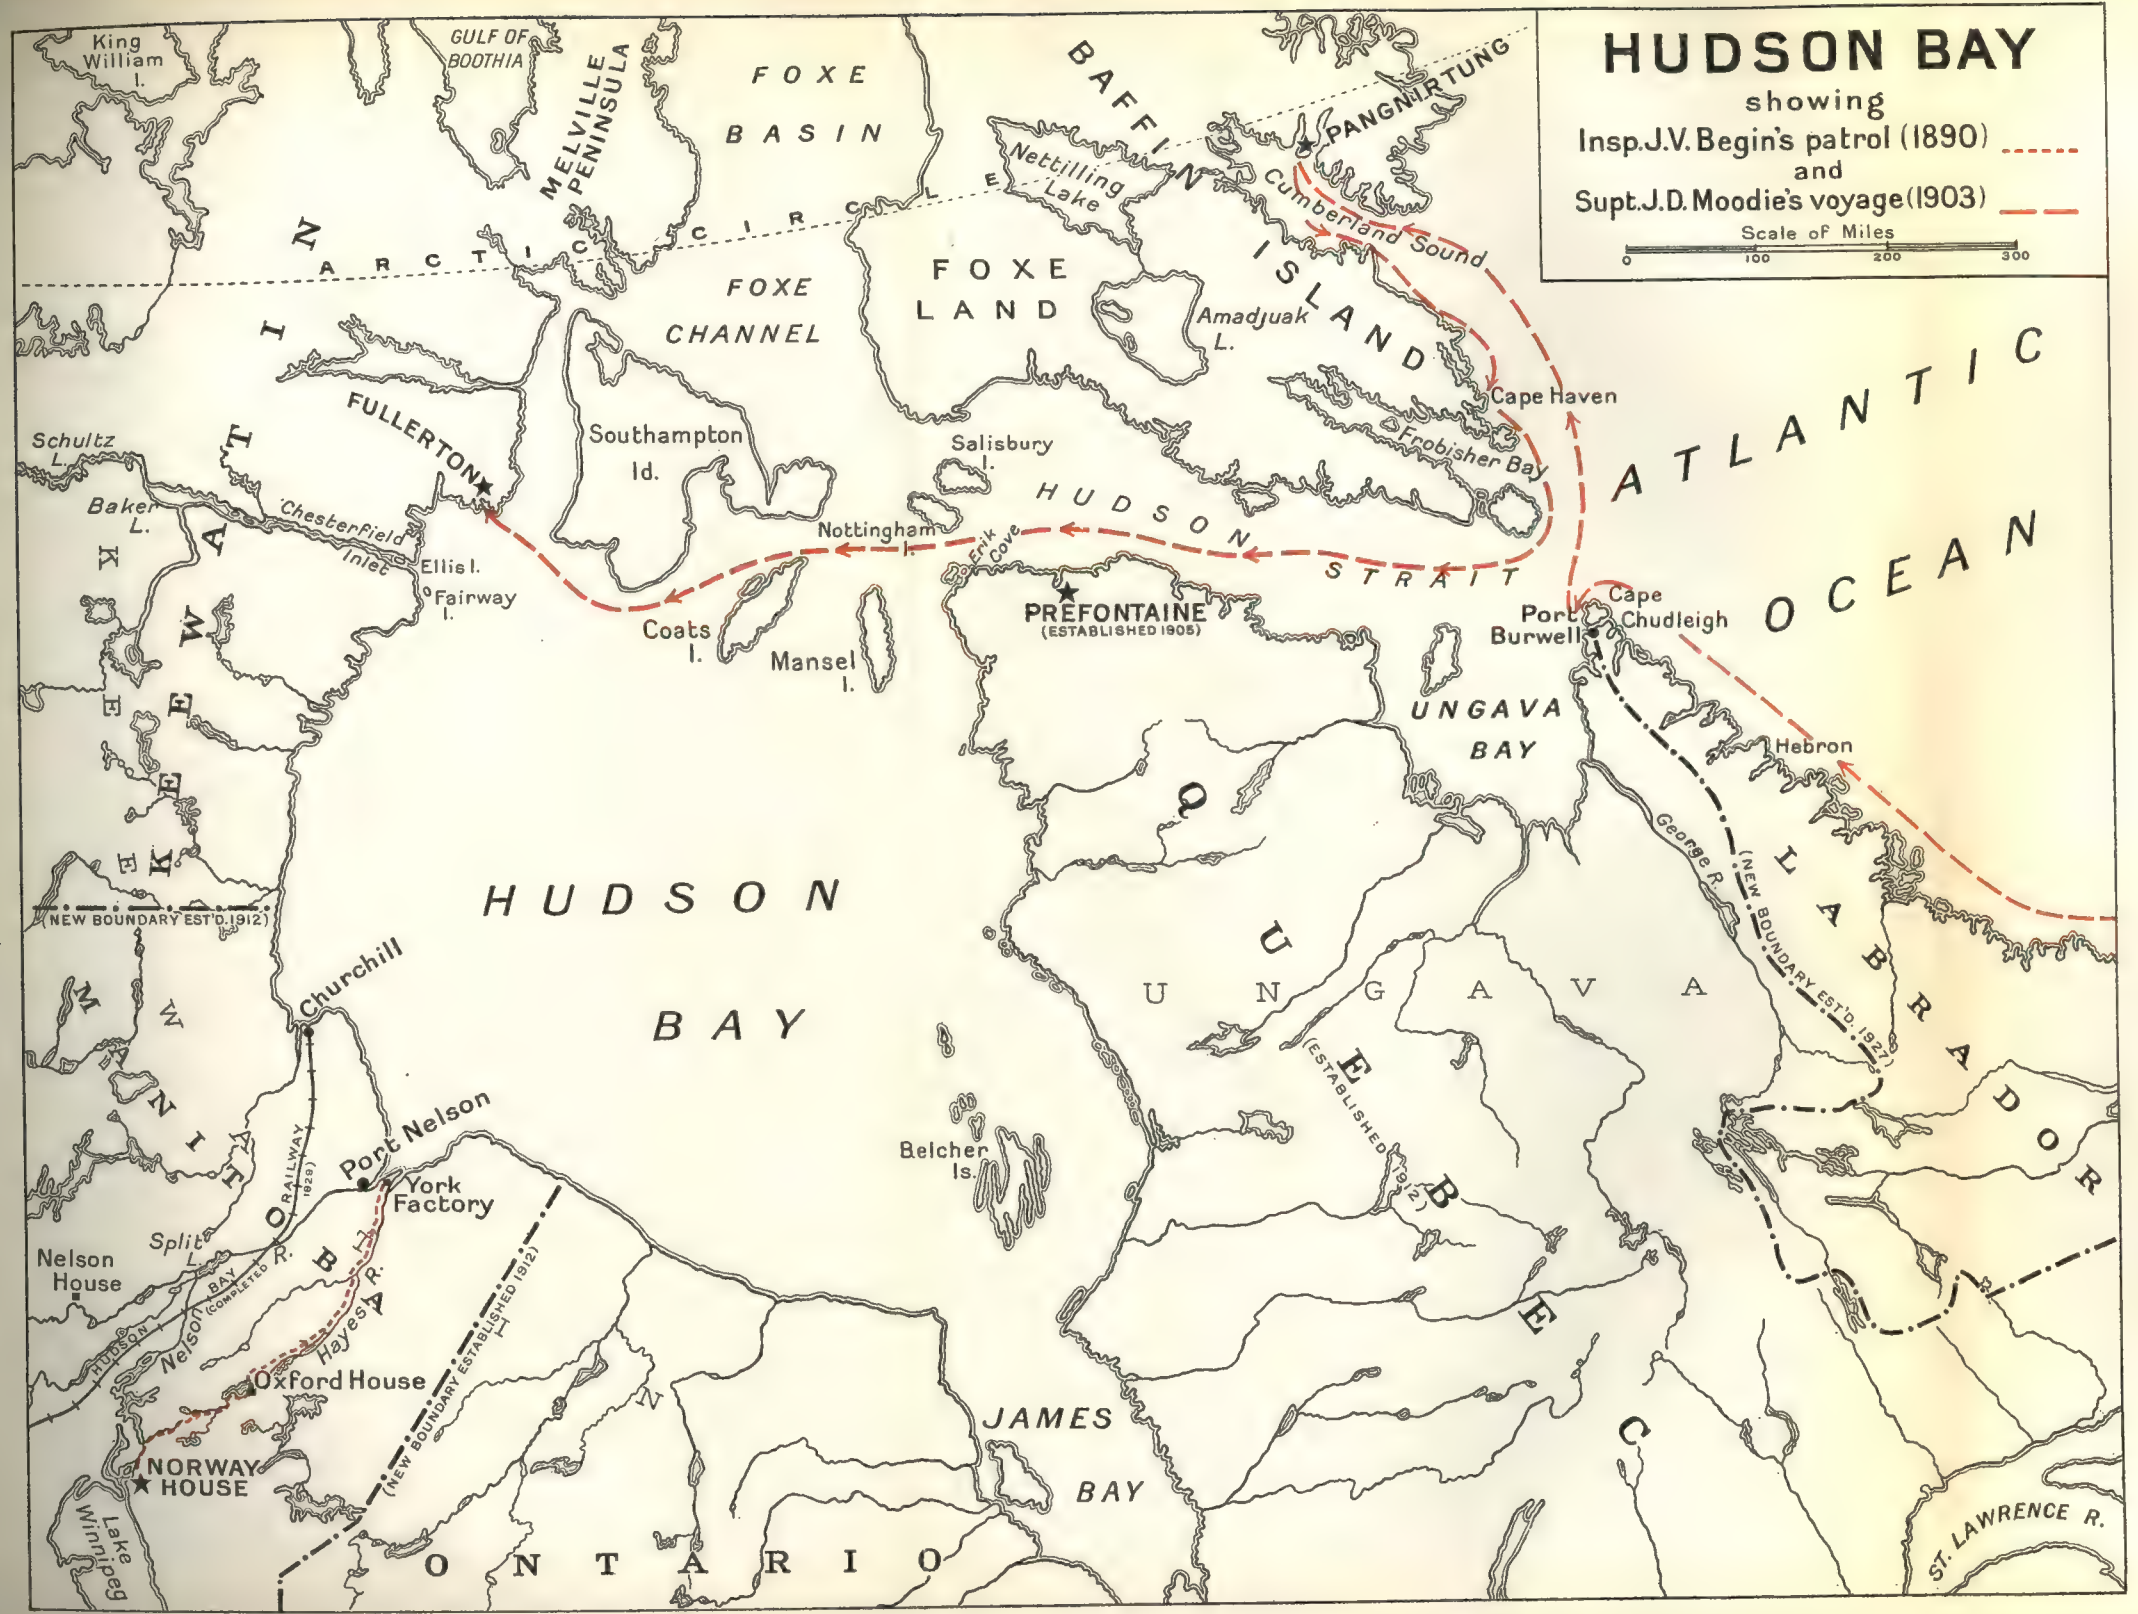 HUDSON BAY
showing
Insp. J.V. Begin's patrol (1890)
and
Supt. J.D. Moodie's voyage (1903)
Scale of Miles
0 100 200 300
King
William
I.
GULF OF
BOOTHIA
MELVILLE
PENINSULA
FOXE
BASIN
BAFFIN
ISLAND
PANGNIRTUNG
Nettilling
Lake
Cumberland Sound
ARCTIC CIRCLE
FOXE
CHANNEL
FOXE
LAND
Amadjuak
L.
ATLANTIC
OCEAN
Cape Haven
Frobisher Bay
FULLERTON
Southampton
Id.
Salisbury
I.
Schultz
L.
Baker
L.
Chesterfield
Inlet
Nottingham
I.
Erik
Cove
HUDSON
STRAIT
Ellis I.
Fairway
I.
Coats
I.
Mansel
I.
PREFONTAINE
(ESTABLISHED 1905)
Port
Burwell
Cape
Chudleigh
UNGAVA
BAY
Hebron
George R.
(NEW BOUNDARY EST'D. 1927)
LABRADOR
KEEWATIN
KEEWATIN
(NEW BOUNDARY EST'D. 1912)
HUDSON
BAY
Churchill
MANITOBA
Port Nelson
York
Factory
Belcher
Is.
UNGAVA
QUEBEC
(ESTABLISHED 1912)
Split
L.
Nelson
House
HUDSON BAY RAILWAY
(COMPLETED 1929)
Nelson R.
Hayes R.
Oxford House
(NEW BOUNDARY ESTABLISHED 1912)
NORWAY
HOUSE
Lake
Winnipeg
JAMES
BAY
ONTARIO
ST. LAWRENCE R.